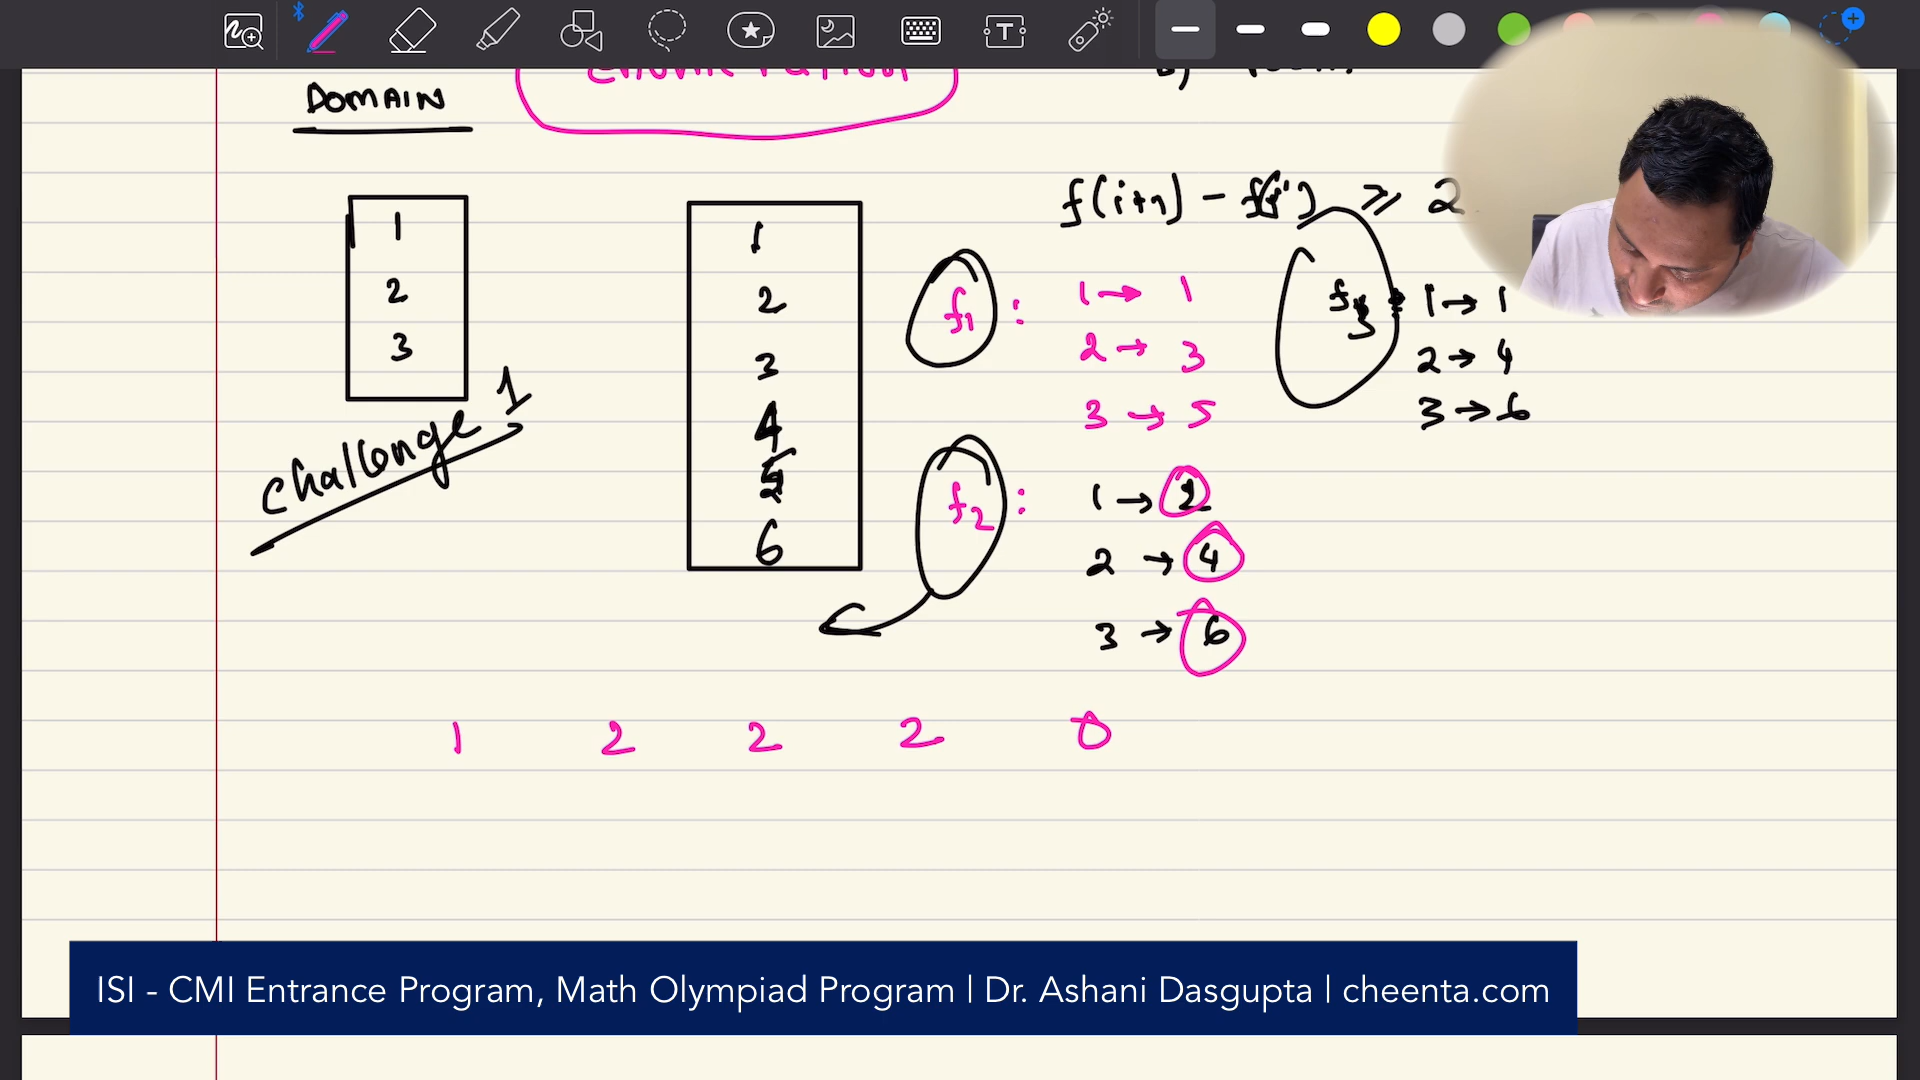 DOMAIN
1
2
3
Challenge 1
1
2
3
4
5
6
f(i+1) - f(i) ≥ 2
f1 :
1 → 1
2 → 3
3 → 5
f3 : 1 → 1
2 → 4
3 → 6
f2 :
1 → 2
2 → 4
3 → 6
1 2 2 2 0
ISI - CMI Entrance Program, Math Olympiad Program | Dr. Ashani Dasgupta | cheenta.com